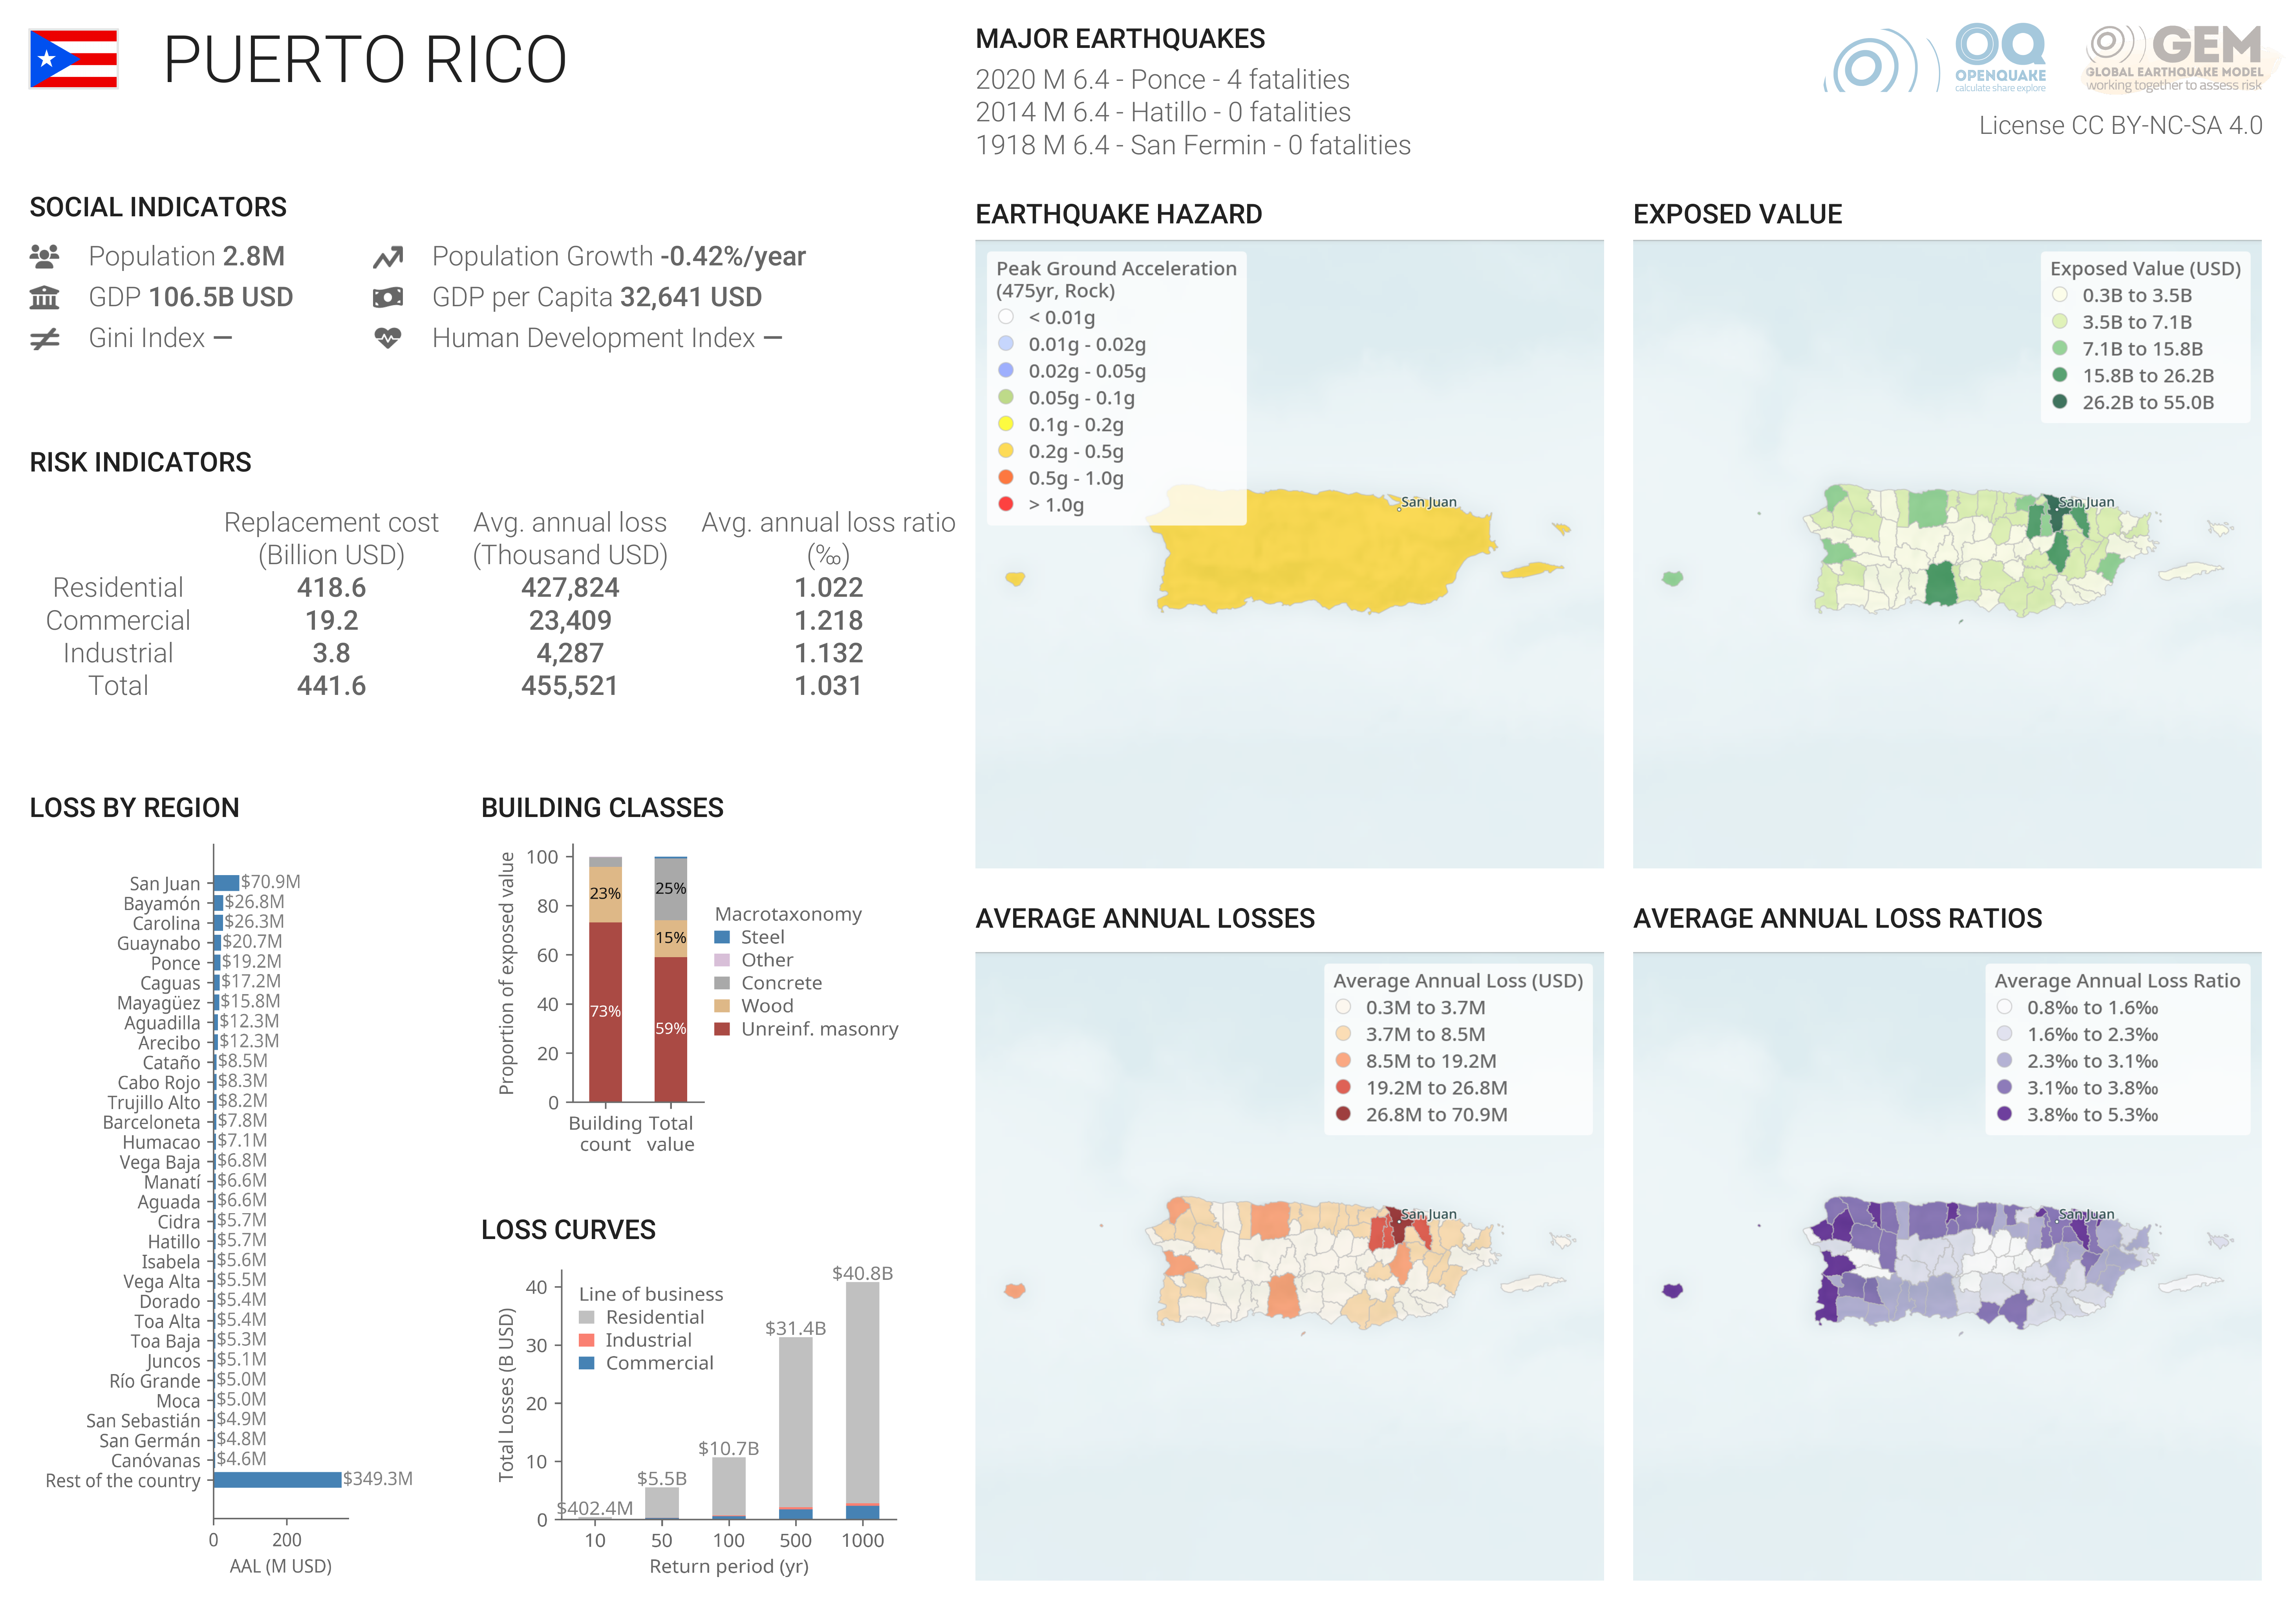 PUERTO RICO
MAJOR EARTHQUAKES
2020 M 6.4 - Ponce - 4 fatalities
2014 M 6.4 - Hatillo - 0 fatalities
1918 M 6.4 - San Fermin - 0 fatalities
OQ
OPENQUAKE
calculate share explore
GEM
GLOBAL EARTHQUAKE MODEL
working together to assess risk
License CC BY-NC-SA 4.0
SOCIAL INDICATORS
Population 2.8M
Population Growth -0.42%/year
GDP 106.5B USD
GDP per Capita 32,641 USD
Gini Index —
Human Development Index —
RISK INDICATORS
Replacement cost (Billion USD) Avg. annual loss (Thousand USD) Avg. annual loss ratio (‰)
Residential 418.6 427,824 1.022
Commercial 19.2 23,409 1.218
Industrial 3.8 4,287 1.132
Total 441.6 455,521 1.031
LOSS BY REGION
San Juan $70.9M
Bayamón $26.8M
Carolina $26.3M
Guaynabo $20.7M
Ponce $19.2M
Caguas $17.2M
Mayagüez $15.8M
Aguadilla $12.3M
Arecibo $12.3M
Cataño $8.5M
Cabo Rojo $8.3M
Trujillo Alto $8.2M
Barceloneta $7.8M
Humacao $7.1M
Vega Baja $6.8M
Manatí $6.6M
Aguada $6.6M
Cidra $5.7M
Hatillo $5.7M
Isabela $5.6M
Vega Alta $5.5M
Dorado $5.4M
Toa Alta $5.4M
Toa Baja $5.3M
Juncos $5.1M
Río Grande $5.0M
Moca $5.0M
San Sebastián $4.9M
San Germán $4.8M
Canóvanas $4.6M
Rest of the country $349.3M
0 200
AAL (M USD)
BUILDING CLASSES
Proportion of exposed value
100
80
60
40
20
0
23%
73%
25%
15%
59%
Building count
Total value
Macrotaxonomy
Steel
Other
Concrete
Wood
Unreinf. masonry
LOSS CURVES
Total Losses (B USD)
40
30
20
10
0
Line of business
Residential
Industrial
Commercial
$402.4M
$5.5B
$10.7B
$31.4B
$40.8B
10 50 100 500 1000
Return period (yr)
EARTHQUAKE HAZARD
Peak Ground Acceleration
(475yr, Rock)
< 0.01g
0.01g - 0.02g
0.02g - 0.05g
0.05g - 0.1g
0.1g - 0.2g
0.2g - 0.5g
0.5g - 1.0g
> 1.0g
San Juan
EXPOSED VALUE
Exposed Value (USD)
0.3B to 3.5B
3.5B to 7.1B
7.1B to 15.8B
15.8B to 26.2B
26.2B to 55.0B
San Juan
AVERAGE ANNUAL LOSSES
Average Annual Loss (USD)
0.3M to 3.7M
3.7M to 8.5M
8.5M to 19.2M
19.2M to 26.8M
26.8M to 70.9M
San Juan
AVERAGE ANNUAL LOSS RATIOS
Average Annual Loss Ratio
0.8‰ to 1.6‰
1.6‰ to 2.3‰
2.3‰ to 3.1‰
3.1‰ to 3.8‰
3.8‰ to 5.3‰
San Juan